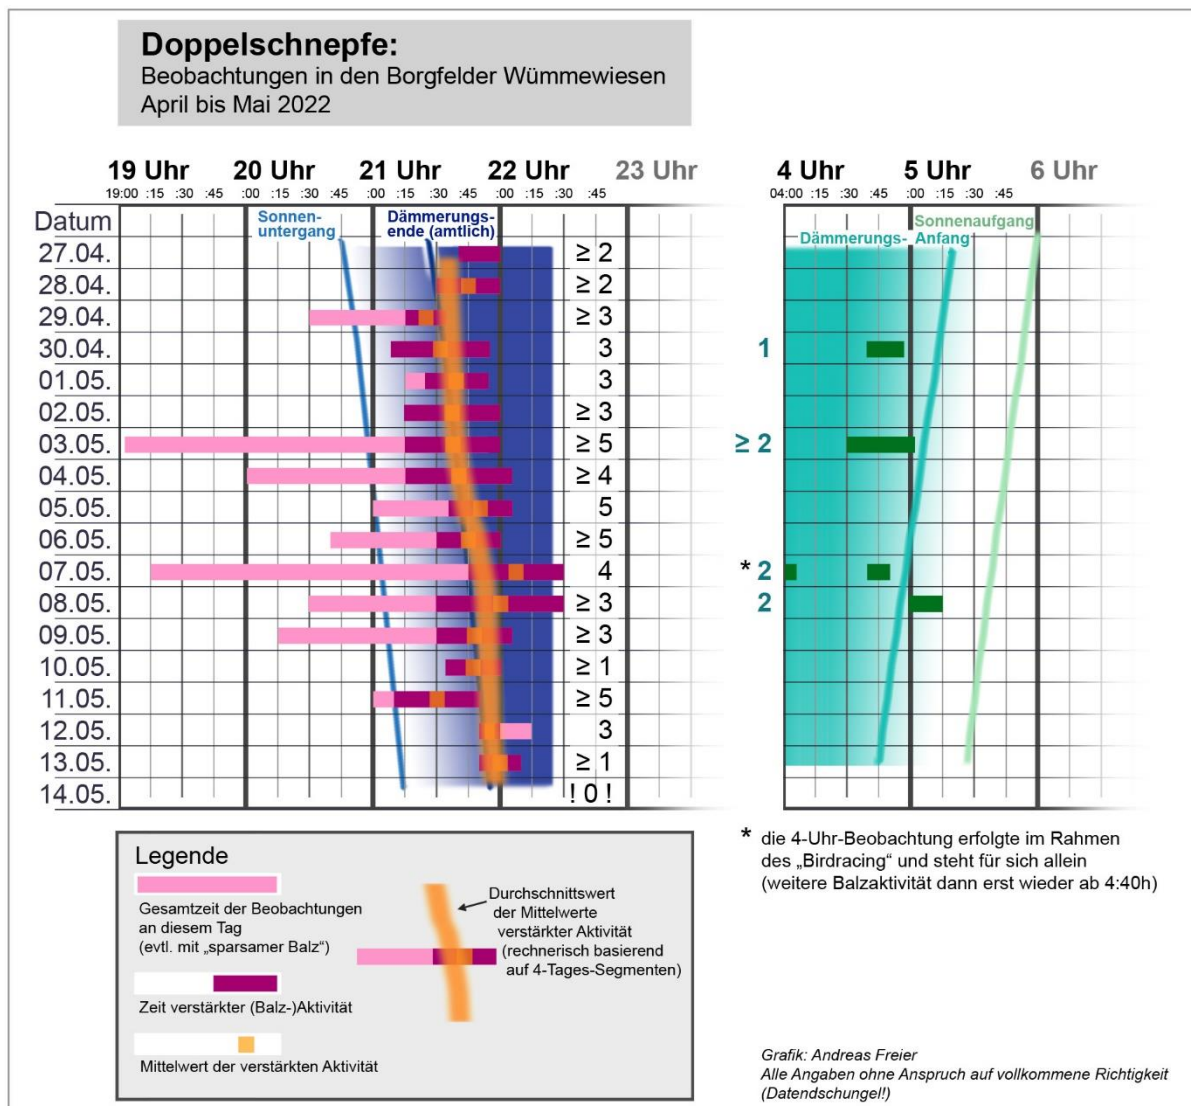 Doppelschnepfe:
Beobachtungen in den Borgfelder Wümmewiesen
April bis Mai 2022
19 Uhr 20 Uhr 21 Uhr 22 Uhr 23 Uhr 4 Uhr 5 Uhr 6 Uhr
19:00 :15 :30 :45 :00 :15 :30 :45 :00 :15 :30 :45 :00 :15 :30 :45 04:00 :15 :30 :45 :00 :15 :30 :45
Datum
Sonnen-
untergang
Dämmerungs-
ende (amtlich)
Sonnenaufgang
Dämmerungs-Anfang
27.04. ≥ 2
28.04. ≥ 2
29.04. ≥ 3
30.04. 3 1
01.05. 3
02.05. ≥ 3
03.05. ≥ 5 ≥ 2
04.05. ≥ 4
05.05. 5
06.05. ≥ 5
07.05. 4 * 2
08.05. ≥ 3 2
09.05. ≥ 3
10.05. ≥ 1
11.05. ≥ 5
12.05. 3
13.05. ≥ 1
14.05. ! 0 !
Legende
Gesamtzeit der Beobachtungen
an diesem Tag
(evtl. mit „sparsamer Balz“)
Zeit verstärkter (Balz-)Aktivität
Mittelwert der verstärkten Aktivität
Durchschnittswert
der Mittelwerte
verstärkter Aktivität
(rechnerisch basierend
auf 4-Tages-Segmenten)
* die 4-Uhr-Beobachtung erfolgte im Rahmen
des „Birdracing“ und steht für sich allein
(weitere Balzaktivität dann erst wieder ab 4:40h)
Grafik: Andreas Freier
Alle Angaben ohne Anspruch auf vollkommene Richtigkeit
(Datendschungel!)